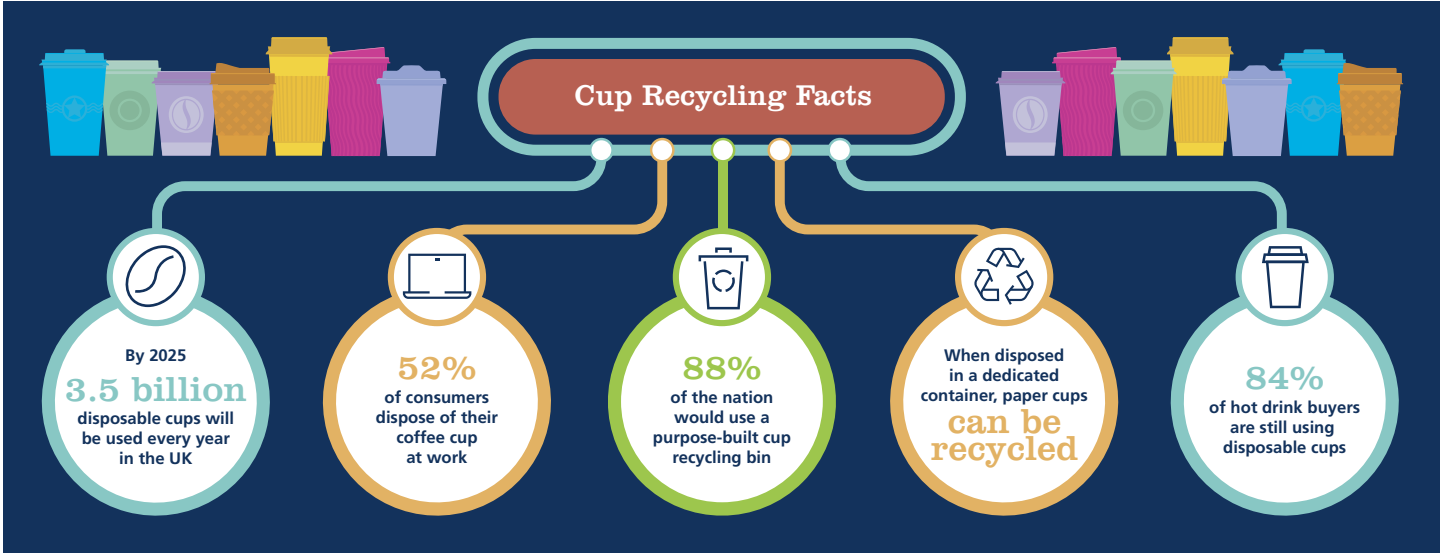 Cup Recycling Facts
By 2025
3.5 billion
disposable cups will
be used every year
in the UK
52%
of consumers
dispose of their
coffee cup
at work
88%
of the nation
would use a
purpose-built cup
recycling bin
When disposed
in a dedicated
container, paper cups
can be
recycled
84%
of hot drink buyers
are still using
disposable cups